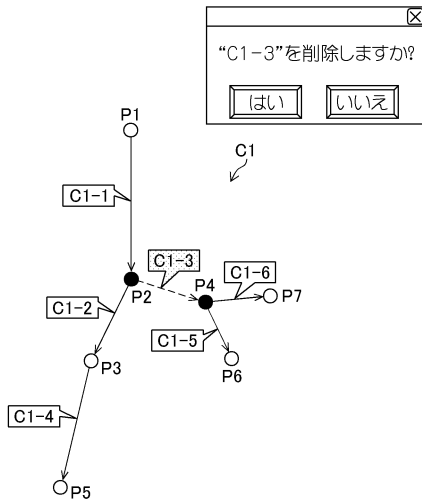 “C1-3”を削除しますか?
はい いいえ
P1
C1
C1-1
C1-3
P2
P4
C1-6
P7
C1-2
C1-5
P3
P6
C1-4
P5